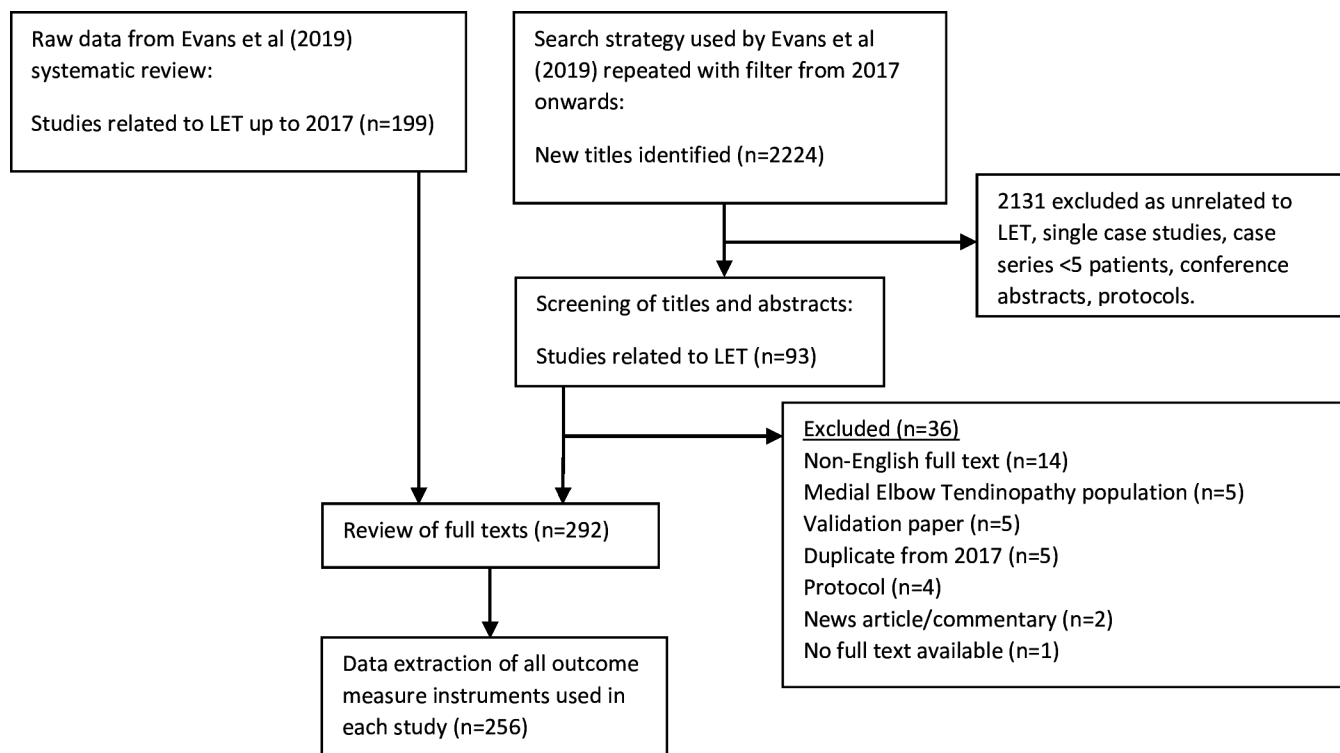 Raw data from Evans et al (2019)
systematic review:
Studies related to LET up to 2017 (n=199)
Search strategy used by Evans et al
(2019) repeated with filter from 2017
onwards:
New titles identified (n=2224)
2131 excluded as unrelated to
LET, single case studies, case
series <5 patients, conference
abstracts, protocols.
Screening of titles and abstracts:
Studies related to LET (n=93)
Excluded (n=36)
Non-English full text (n=14)
Medial Elbow Tendinopathy population (n=5)
Validation paper (n=5)
Duplicate from 2017 (n=5)
Protocol (n=4)
News article/commentary (n=2)
No full text available (n=1)
Review of full texts (n=292)
Data extraction of all outcome
measure instruments used in
each study (n=256)